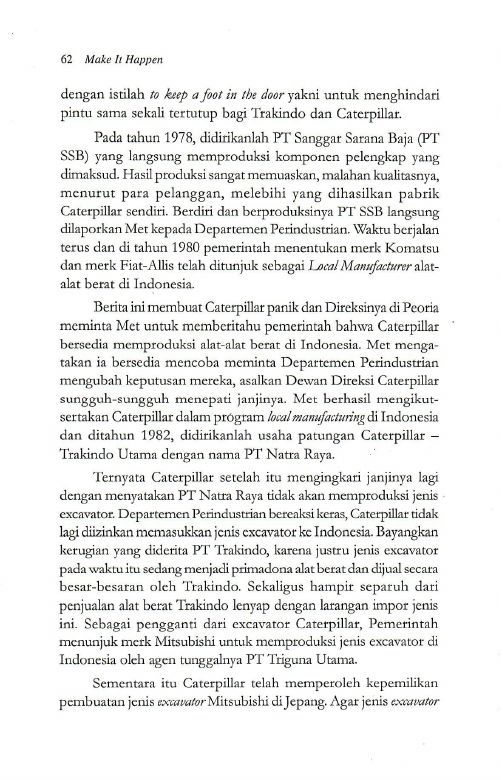 62 Make It Happen
dengan istilah to keep a foot in the door yakni untuk menghindari
pintu sama sekali tertutup bagi Trakindo dan Caterpillar.
Pada tahun 1978, didirikanlah PT Sanggar Sarana Baja (PT
SSB) yang langsung memproduksi komponen pelengkap yang
dimaksud. Hasil produksi sangat memuaskan, malahan kualitasnya,
menurut para pelanggan, melebihi yang dihasilkan pabrik
Caterpillar sendiri. Berdiri dan berproduksinya PT SSB langsung
dilaporkan Met kepada Departemen Perindustrian. Waktu berjalan
terus dan di tahun 1980 pemerintah menentukan merk Komatsu
dan merk Fiat-Allis telah ditunjuk sebagai Local Manufacturer alat-
alat berat di Indonesia.
Berita ini membuat Caterpillar panik dan Direksinya di Peoria
meminta Met untuk memberitahu pemerintah bahwa Caterpillar
bersedia memproduksi alat-alat berat di Indonesia. Met menga-
takan ia bersedia mencoba meminta Departemen Perindustrian
mengubah keputusan mereka, asalkan Dewan Direksi Caterpillar
sungguh-sungguh menepati janjinya. Met berhasil mengikut-
sertakan Caterpillar dalam program local manufacturing di Indonesia
dan ditahun 1982, didirikanlah usaha patungan Caterpillar –
Trakindo Utama dengan nama PT Natra Raya.
Ternyata Caterpillar setelah itu mengingkari janjinya lagi
dengan menyatakan PT Natra Raya tidak akan memproduksi jenis
excavator. Departemen Perindustrian bereaksi keras, Caterpillar tidak
lagi diizinkan memasukkan jenis excavator ke Indonesia. Bayangkan
kerugian yang diderita PT Trakindo, karena justru jenis excavator
pada waktu itu sedang menjadi primadona alat berat dan dijual secara
besar-besaran oleh Trakindo. Sekaligus hampir separuh dari
penjualan alat berat Trakindo lenyap dengan larangan impor jenis
ini. Sebagai pengganti dari excavator Caterpillar, Pemerintah
menunjuk merk Mitsubishi untuk memproduksi jenis excavator di
Indonesia oleh agen tunggalnya PT Triguna Utama.
Sementara itu Caterpillar telah memperoleh kepemilikan
pembuatan jenis excavator Mitsubishi di Jepang. Agar jenis excavator